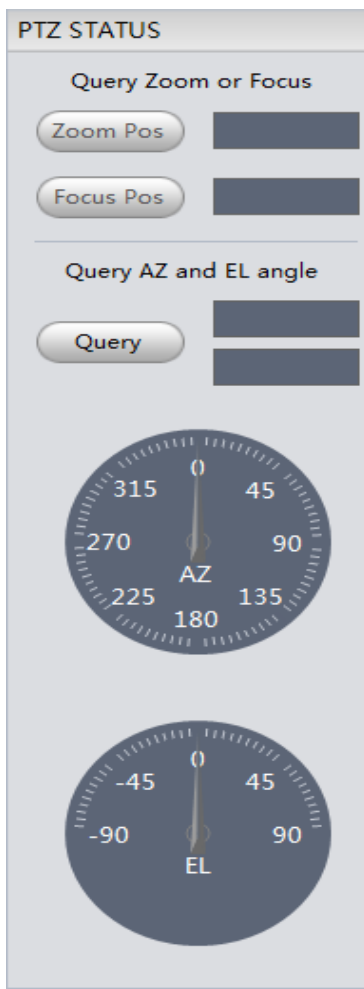 PTZ STATUS
Query Zoom or Focus
Zoom Pos
Focus Pos
Query AZ and EL angle
Query
0
315 45
270 90
AZ
225 135
180
0
-45 45
-90 90
EL